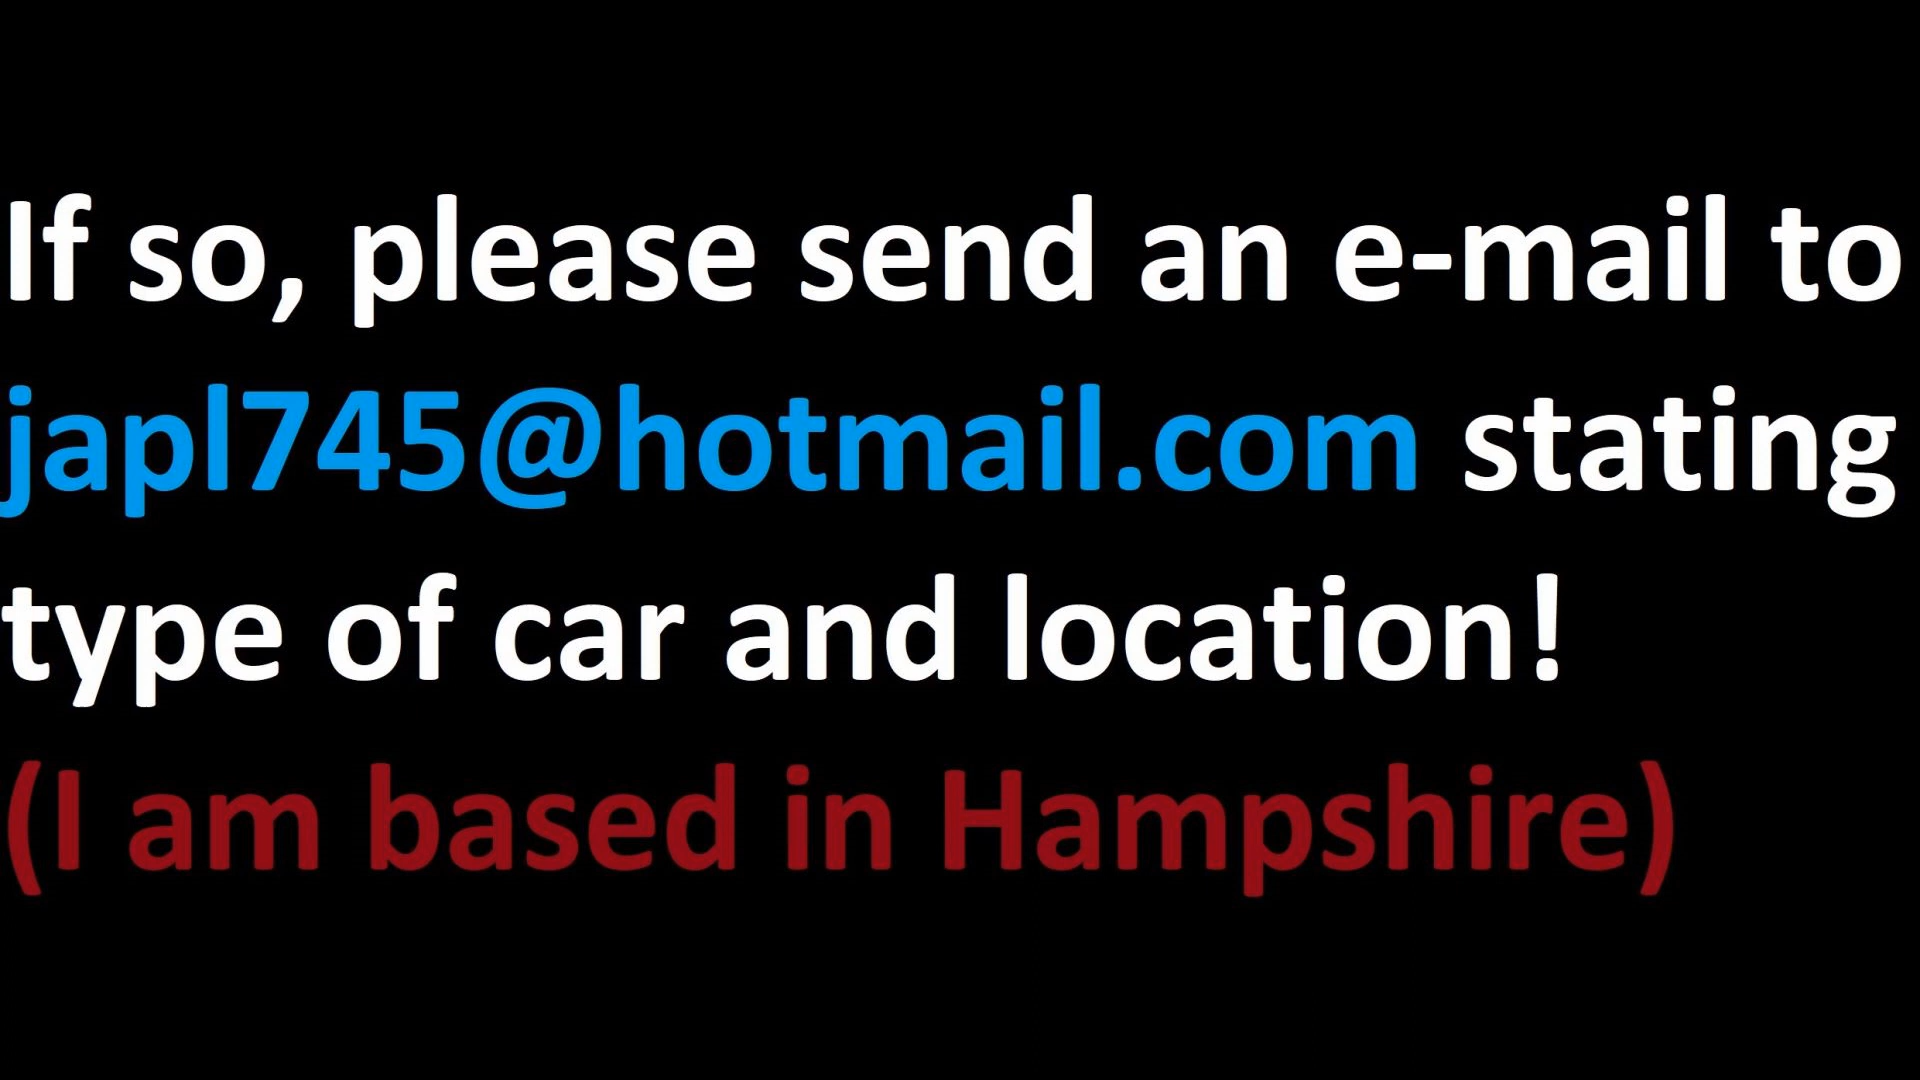 If so, please send an e-mail to
japl745@hotmail.com stating
type of car and location!
(I am based in Hampshire)